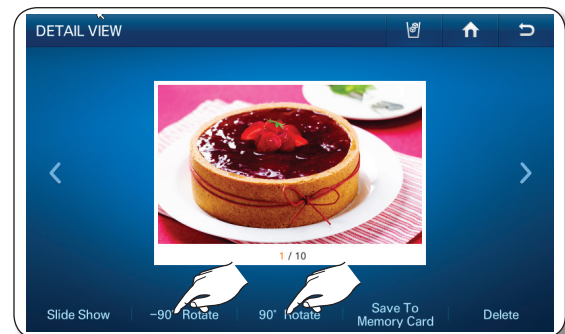 DETAIL VIEW
1 / 10
Slide Show
-90° Rotate
90° Rotate
Save To
Memory Card
Delete